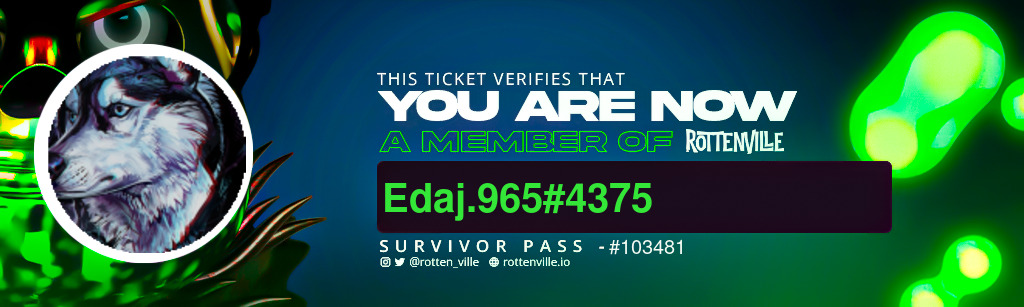 THIS TICKET VERIFIES THAT
YOU ARE NOW
A MEMBER OF ROTTENVILLE
Edaj.965#4375
SURVIVOR PASS - #103481
@rotten_ville rottenville.io